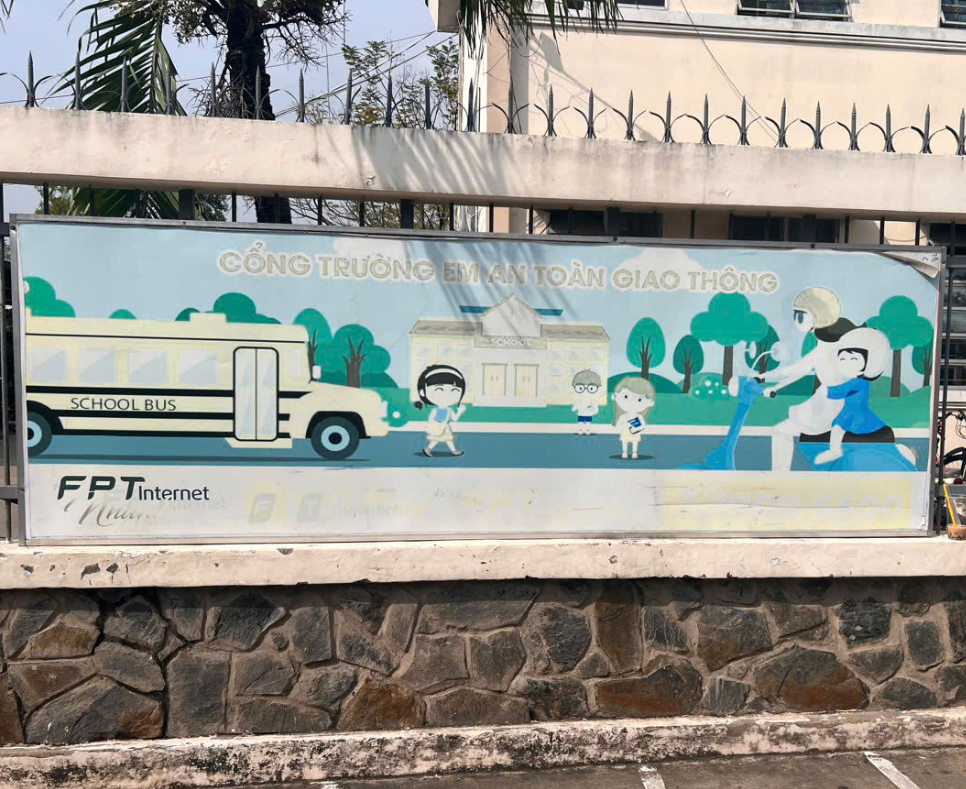 CỔNG TRƯỜNG EM AN TOÀN GIAO THÔNG
SCHOOL
SCHOOL BUS
FPT Internet